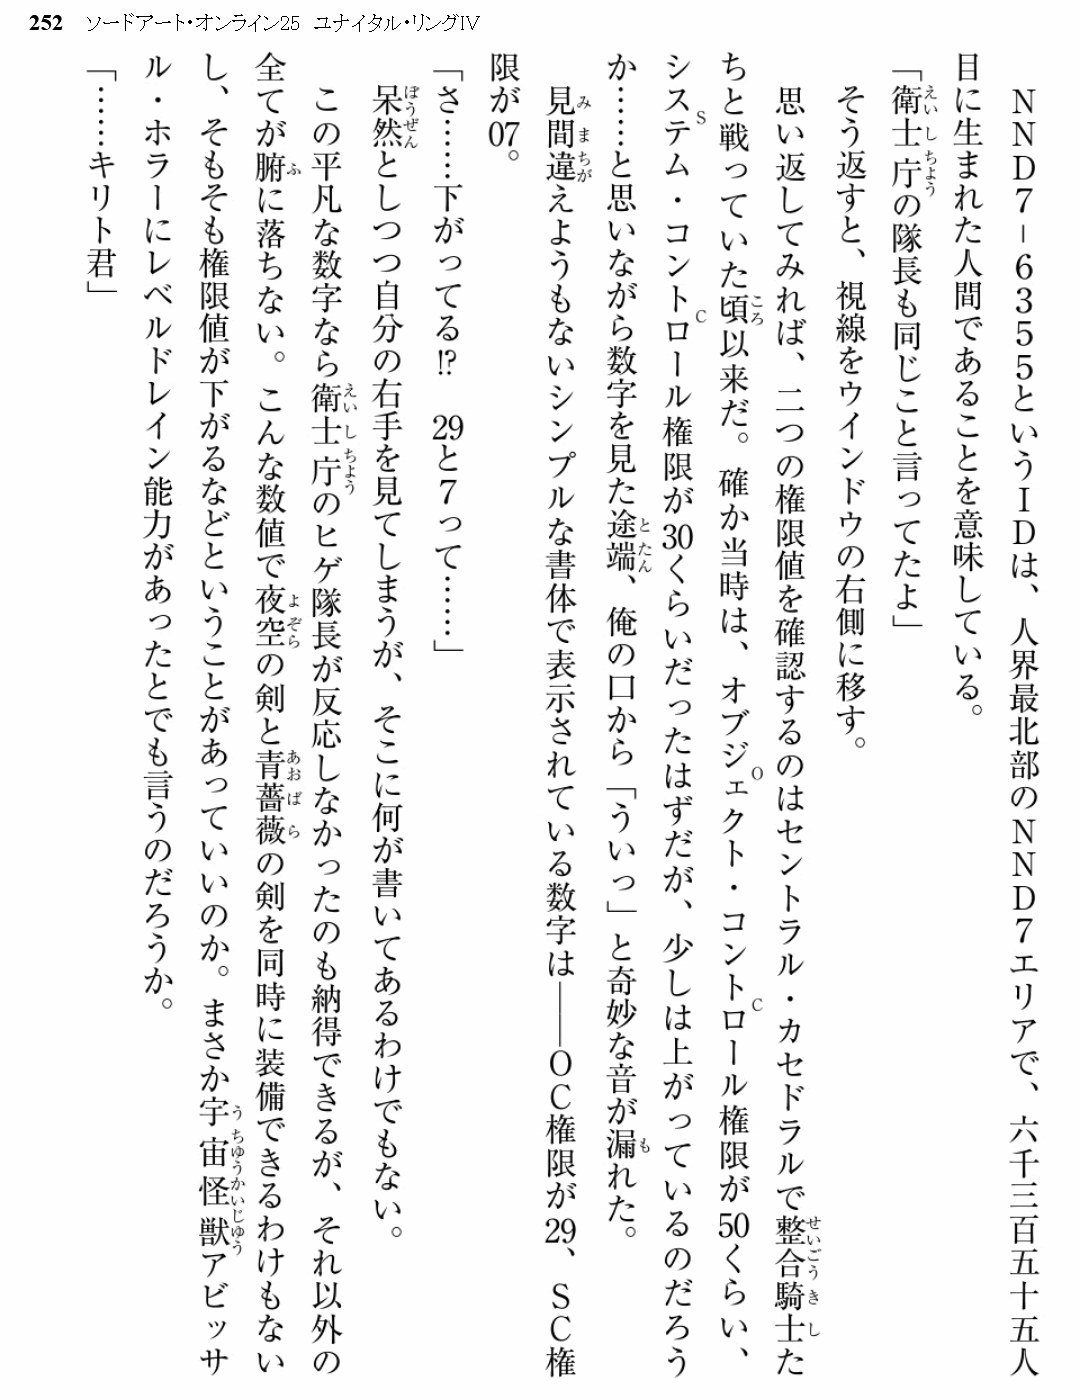 252 ソードアート・オンライン25 ユナイタル・リングⅣ
ＮＮＤ７－６３５５というＩＤは、人界最北部のＮＮＤ７エリアで、六千三百五十五人
目に生まれた人間であることを意味している。
「衛士庁の隊長も同じこと言ってたよ」
そう返すと、視線をウインドウの右側に移す。
思い返してみれば、二つの権限値を確認するのはセントラル・カセドラルで整合騎士た
ちと戦っていた頃以来だ。確か当時は、オブジェクト・コントロール権限が50くらい、
システム・コントロール権限が30くらいだったはずだが、少しは上がっているのだろう
か……と思いながら数字を見た途端、俺の口から「ういっ」と奇妙な音が漏れた。
見間違えようもないシンプルな書体で表示されている数字は――ＯＣ権限が29、ＳＣ権
限が07。
「さ……下がってる!?　29と７って……」
呆然としつつ自分の右手を見てしまうが、そこに何が書いてあるわけでもない。
この平凡な数字なら衛士庁のヒゲ隊長が反応しなかったのも納得できるが、それ以外の
全てが腑に落ちない。こんな数値で夜空の剣と青薔薇の剣を同時に装備できるわけもない
し、そもそも権限値が下がるなどということがあっていいのか。まさか宇宙怪獣アビッサ
ル・ホラーにレベルドレイン能力があったとでも言うのだろうか。
「……キリト君」